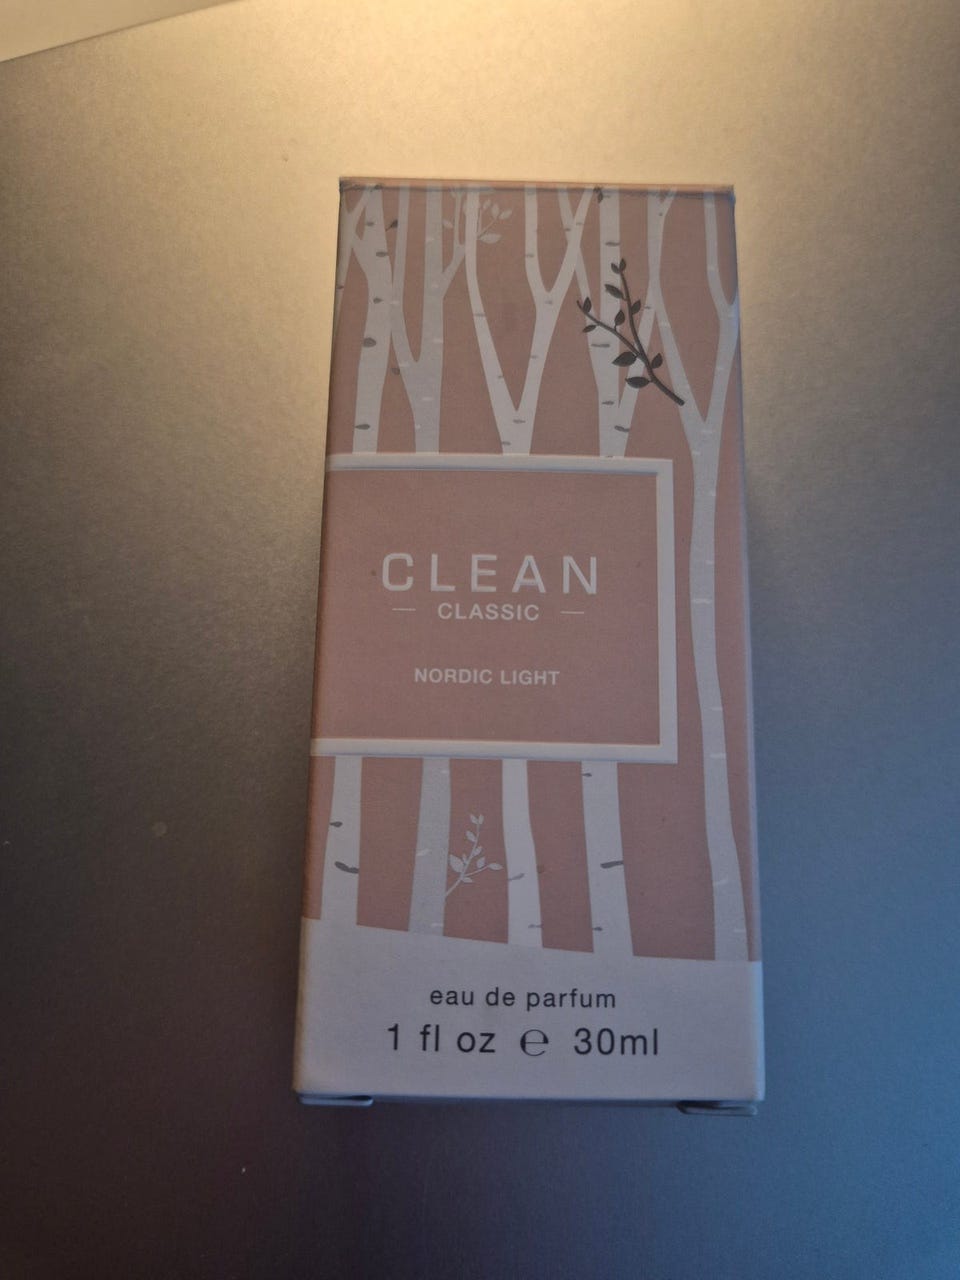 CLEAN
CLASSIC
NORDIC LIGHT
eau de parfum
1 fl oz ℮ 30ml